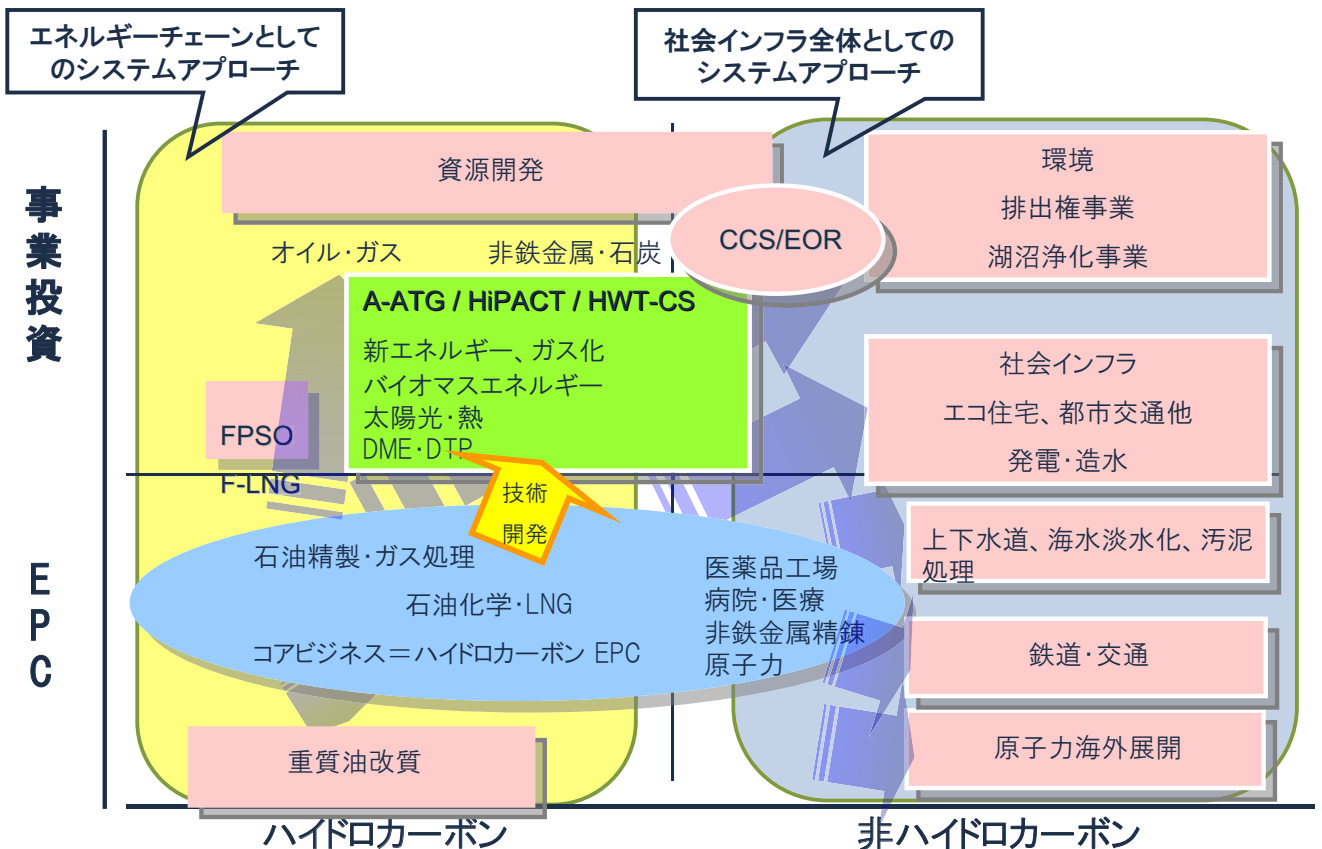 エネルギーチェーンとして
のシステムアプローチ
社会インフラ全体としての
システムアプローチ
事業投資
資源開発
オイル・ガス
非鉄金属・石炭
CCS/EOR
環境
排出権事業
湖沼浄化事業
A-ATG / HiPACT / HWT-CS
新エネルギー、ガス化
バイオマスエネルギー
太陽光・熱
DME・DTP
FPSO
F-LNG
社会インフラ
エコ住宅、都市交通他
発電・造水
技術
開発
EPC
石油精製・ガス処理
石油化学・LNG
コアビジネス＝ハイドロカーボン EPC
医薬品工場
病院・医療
非鉄金属精錬
原子力
上下水道、海水淡水化、汚泥
処理
鉄道・交通
原子力海外展開
重質油改質
ハイドロカーボン
非ハイドロカーボン